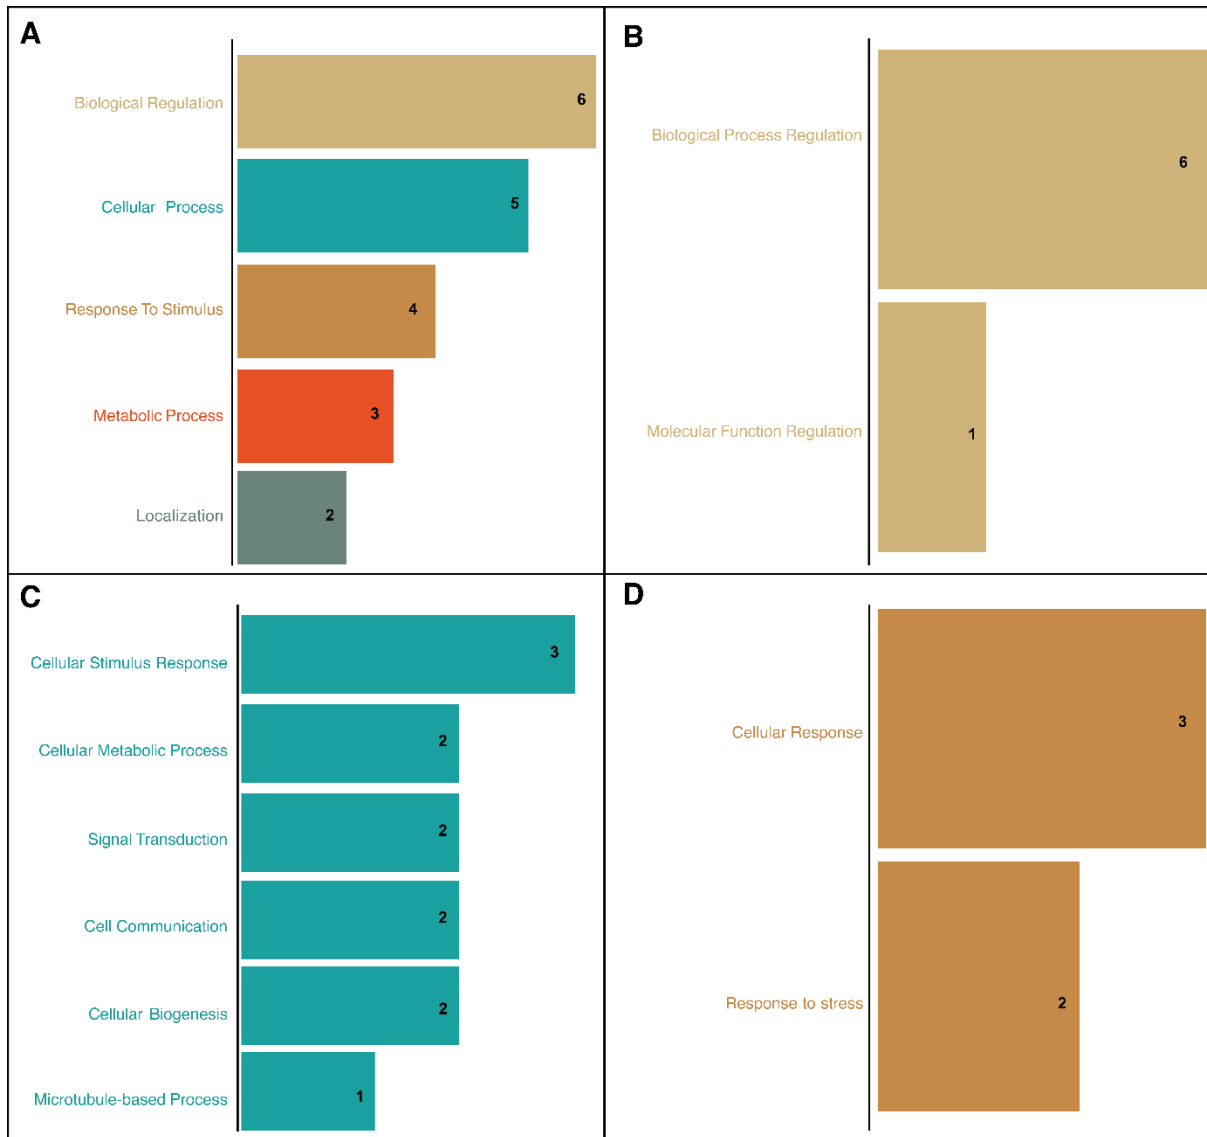 A
Biological Regulation 6
Cellular Process 5
Response To Stimulus 4
Metabolic Process 3
Localization 2
B
Biological Process Regulation 6
Molecular Function Regulation 1
C
Cellular Stimulus Response 3
Cellular Metabolic Process 2
Signal Transduction 2
Cell Communication 2
Cellular Biogenesis 2
Microtubule-based Process 1
D
Cellular Response 3
Response to stress 2